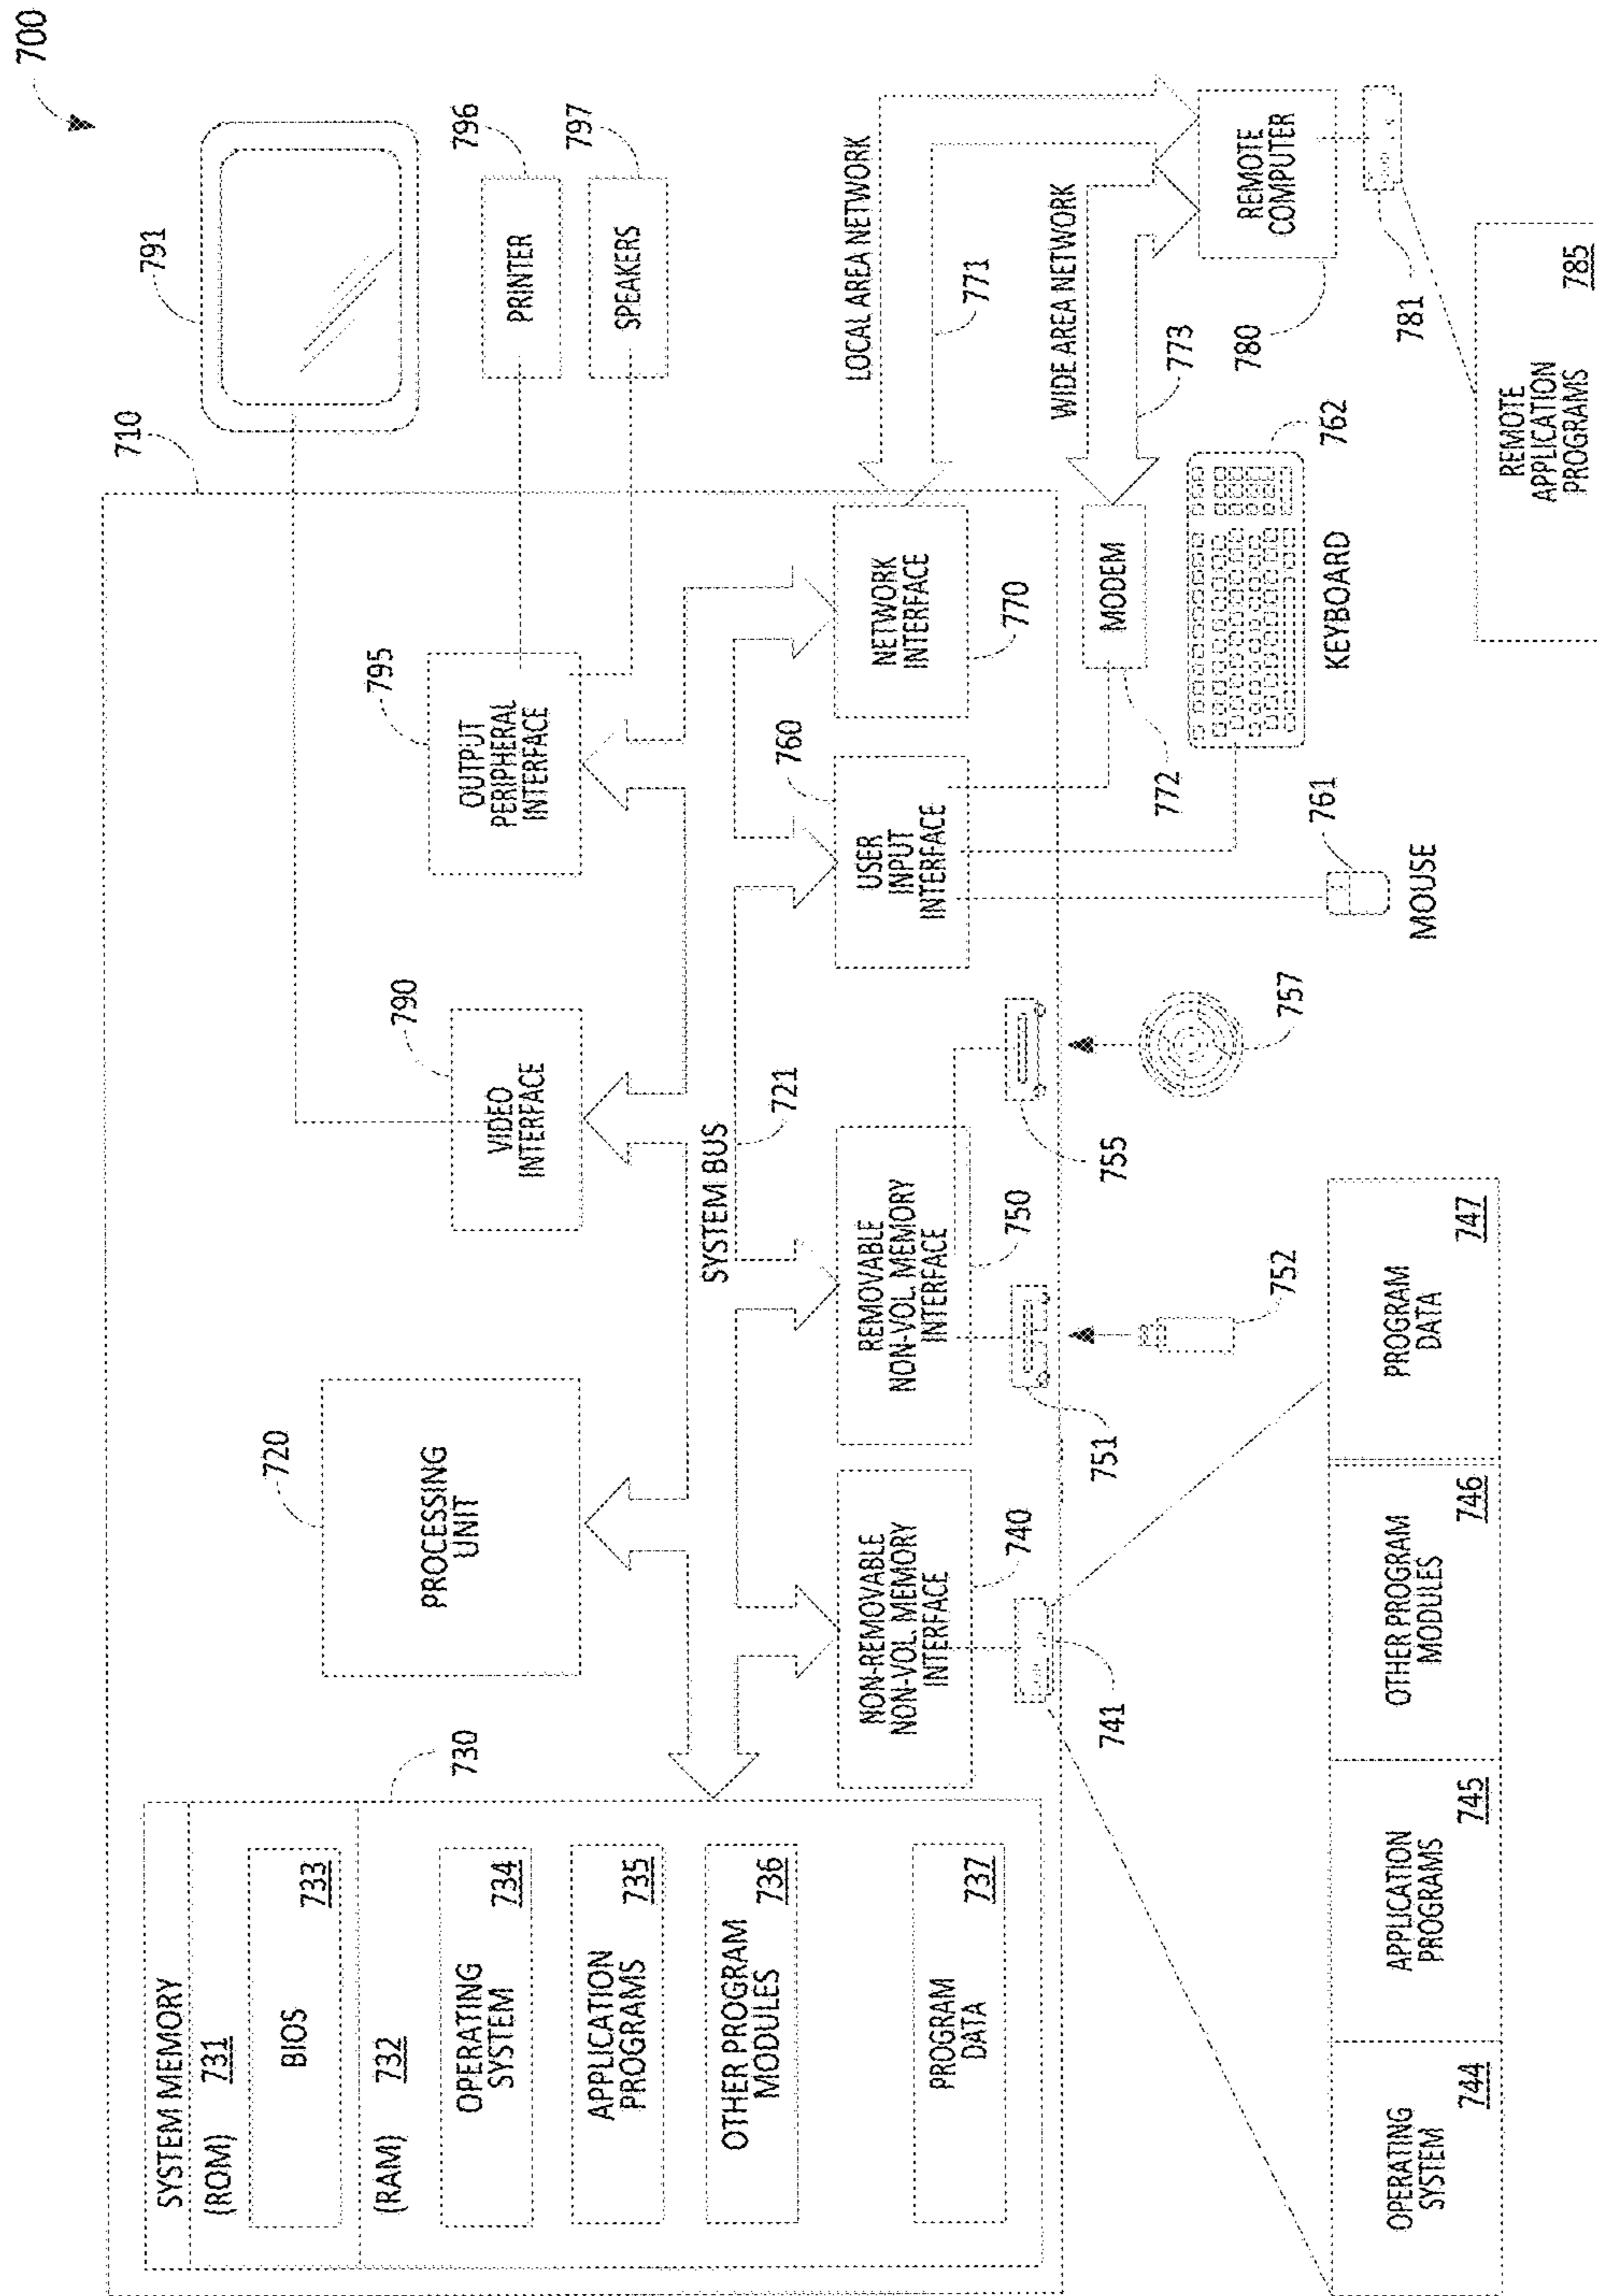 700
710
SYSTEM MEMORY
(ROM) 731
BIOS
733
(RAM) 732
OPERATING
SYSTEM
734
APPLICATION
PROGRAMS
735
OTHER PROGRAM
MODULES
736
PROGRAM
DATA
737
730
720
PROCESSING
UNIT
790
VIDEO
INTERFACE
795
OUTPUT
PERIPHERAL
INTERFACE
791
796
PRINTER
797
SPEAKERS
SYSTEM BUS
721
NON-REMOVABLE
NON-VOL. MEMORY
INTERFACE
740
741
REMOVABLE
NON-VOL. MEMORY
INTERFACE
750
751
752
755
757
760
USER
INPUT
INTERFACE
NETWORK
INTERFACE
770
LOCAL AREA NETWORK
771
WIDE AREA NETWORK
773
MODEM
772
REMOTE
COMPUTER
780
781
761
MOUSE
762
KEYBOARD
OPERATING
SYSTEM
744
APPLICATION
PROGRAMS
745
OTHER PROGRAM
MODULES
746
PROGRAM
DATA
747
REMOTE
APPLICATION
PROGRAMS
785